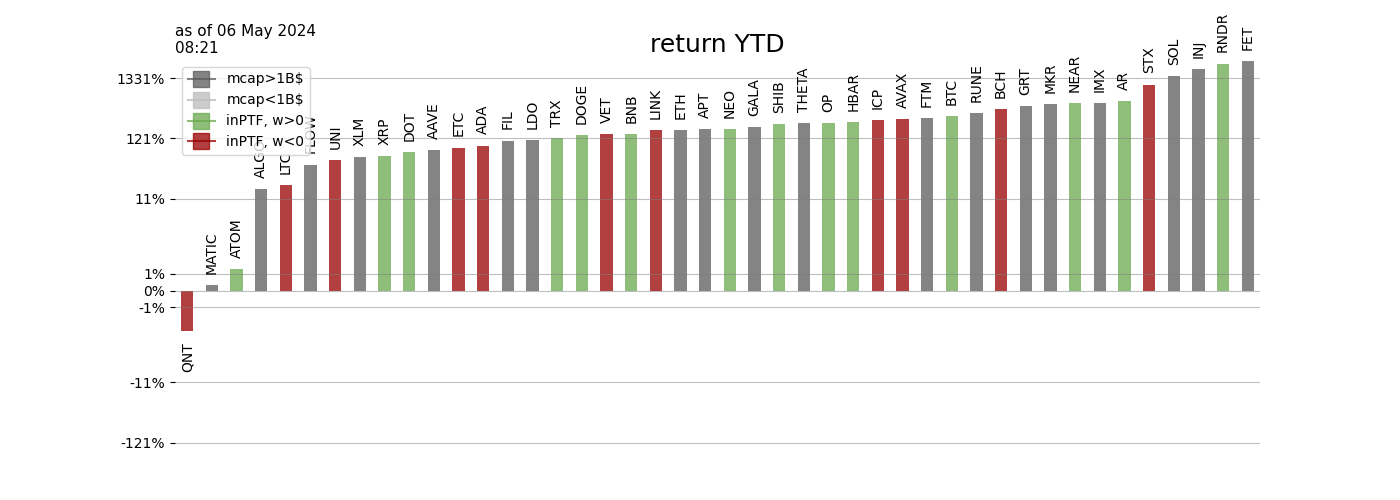 as of 06 May 2024
08:21
return YTD
mcap>1B$
mcap<1B$
inPTF, w>0
inPTF, w<0
1331%
121%
11%
1%
0%
-1%
-11%
-121%
QNT
MATIC
ATOM
LTC
UNI
XLM
XRP
DOT
AAVE
ETC
ADA
FIL
LDO
TRX
DOGE
VET
BNB
LINK
ETH
APT
NEO
GALA
SHIB
THETA
OP
HBAR
ICP
AVAX
FTM
BTC
RUNE
BCH
GRT
MKR
NEAR
IMX
AR
STX
SOL
INJ
RNDR
FET